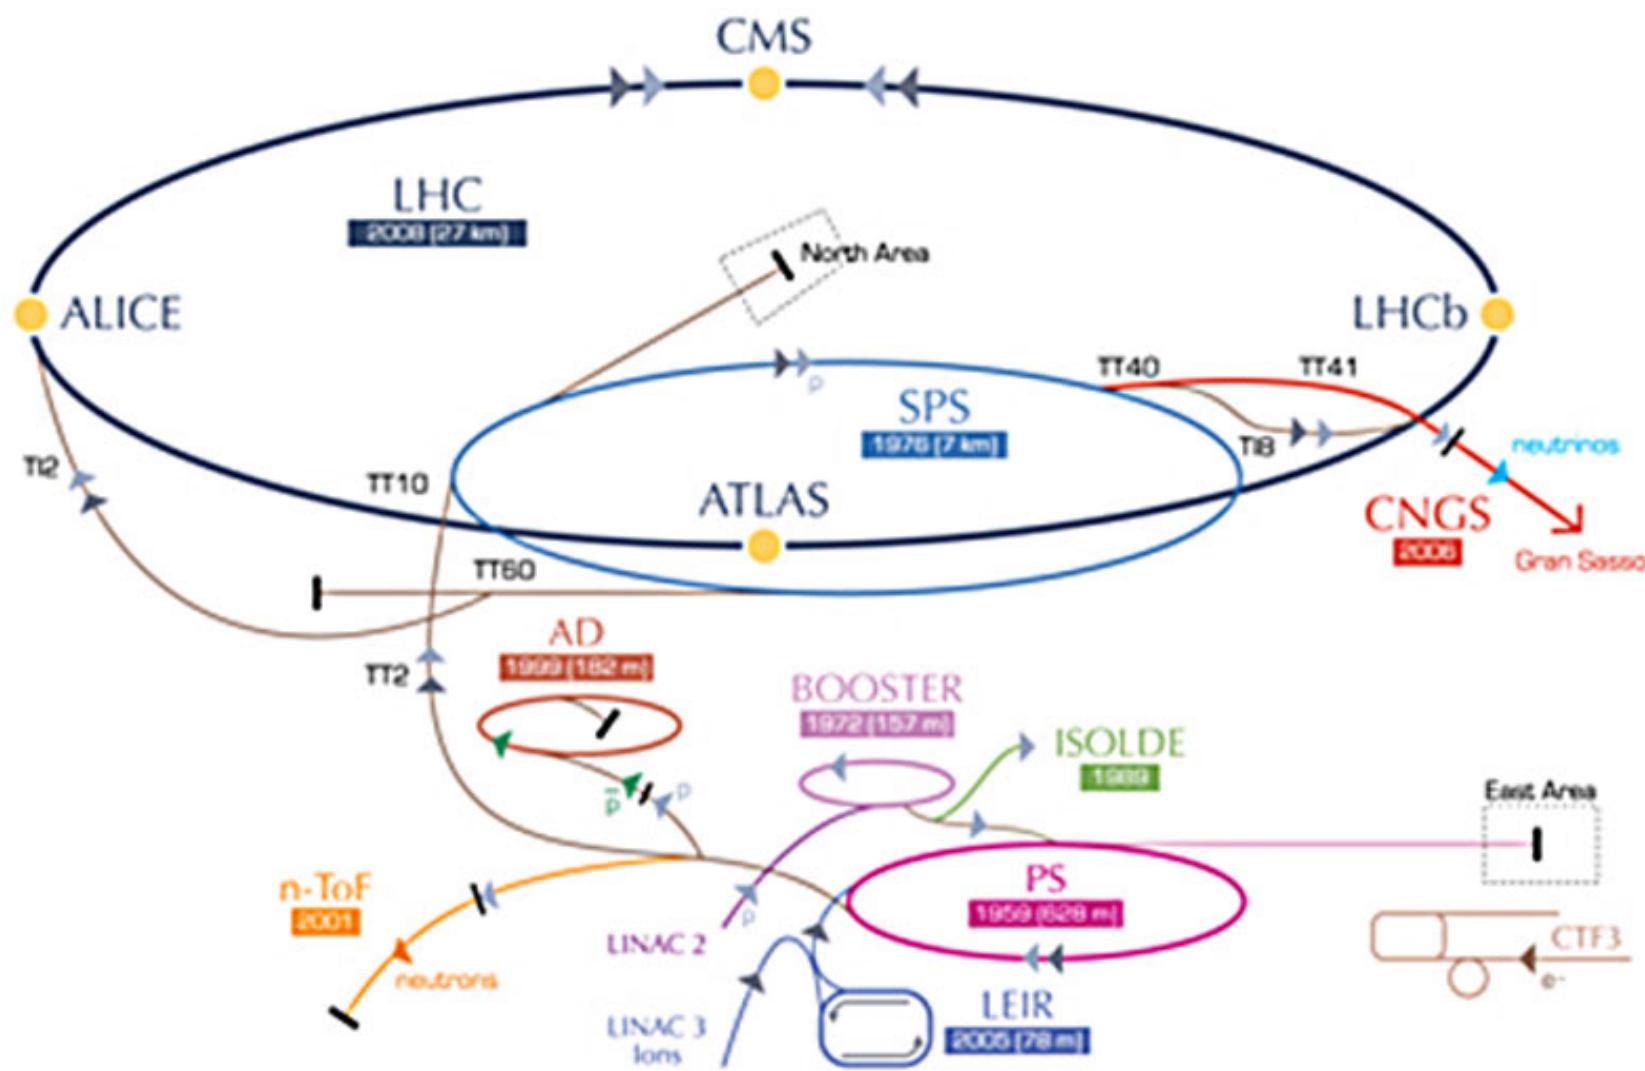 CMS
LHC
2008 (27 km)
North Area
ALICE
LHCb
TT40
TT41
p
SPS
1976 (7 km)
TI8
neutrinos
TI2
TT10
ATLAS
CNGS
2006
Gran Sasso
TT60
AD
1999 (182 m)
TT2
BOOSTER
1972 (157 m)
ISOLDE
1989
p̅
p
East Area
n-ToF
2001
PS
1959 (628 m)
p
LINAC 2
CTF3
neutrons
e-
LEIR
2005 (78 m)
LINAC 3
Ions